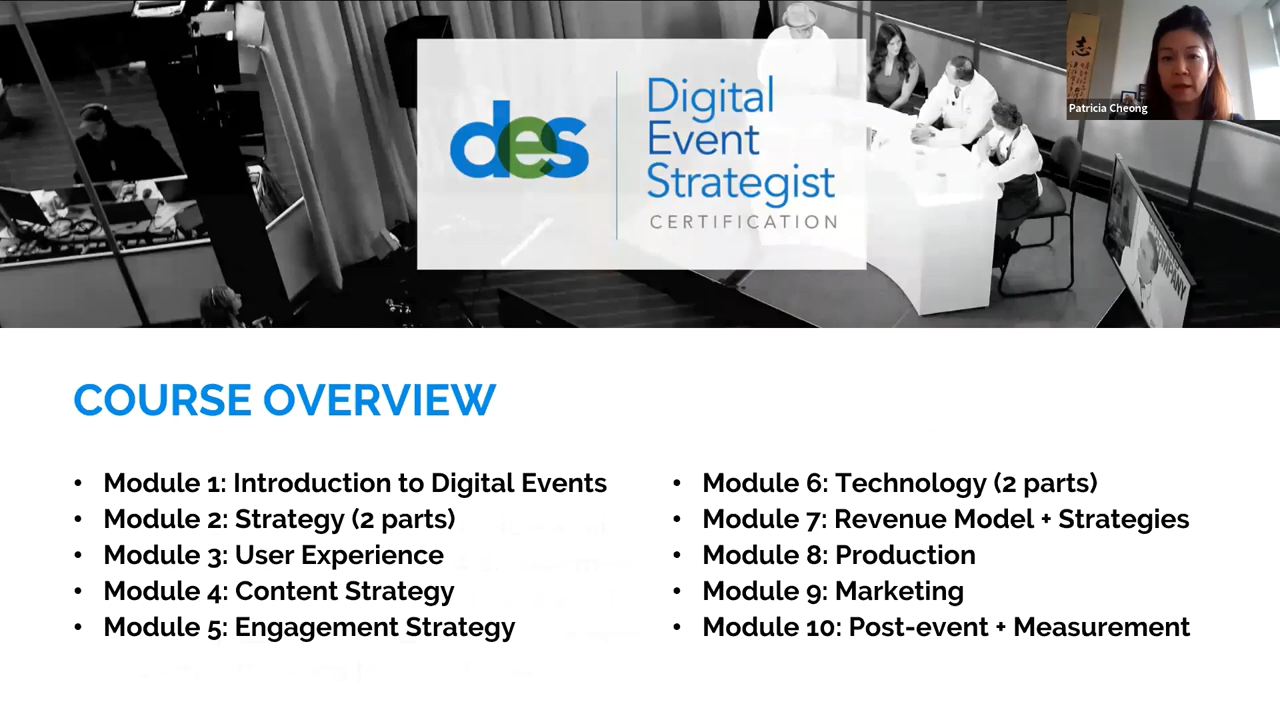 des
Digital
Event
Strategist
CERTIFICATION
志
Patricia Cheong
COMPANY
COURSE OVERVIEW
• Module 1: Introduction to Digital Events
• Module 2: Strategy (2 parts)
• Module 3: User Experience
• Module 4: Content Strategy
• Module 5: Engagement Strategy
• Module 6: Technology (2 parts)
• Module 7: Revenue Model + Strategies
• Module 8: Production
• Module 9: Marketing
• Module 10: Post-event + Measurement